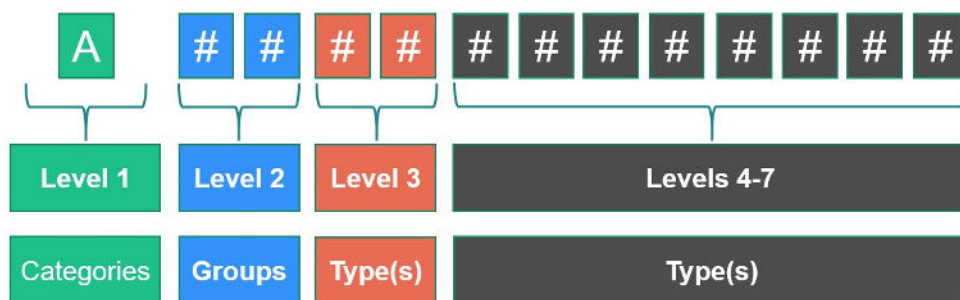 A # # # # # # # # # # # #
Level 1 Level 2 Level 3 Levels 4-7
Categories Groups Type(s) Type(s)